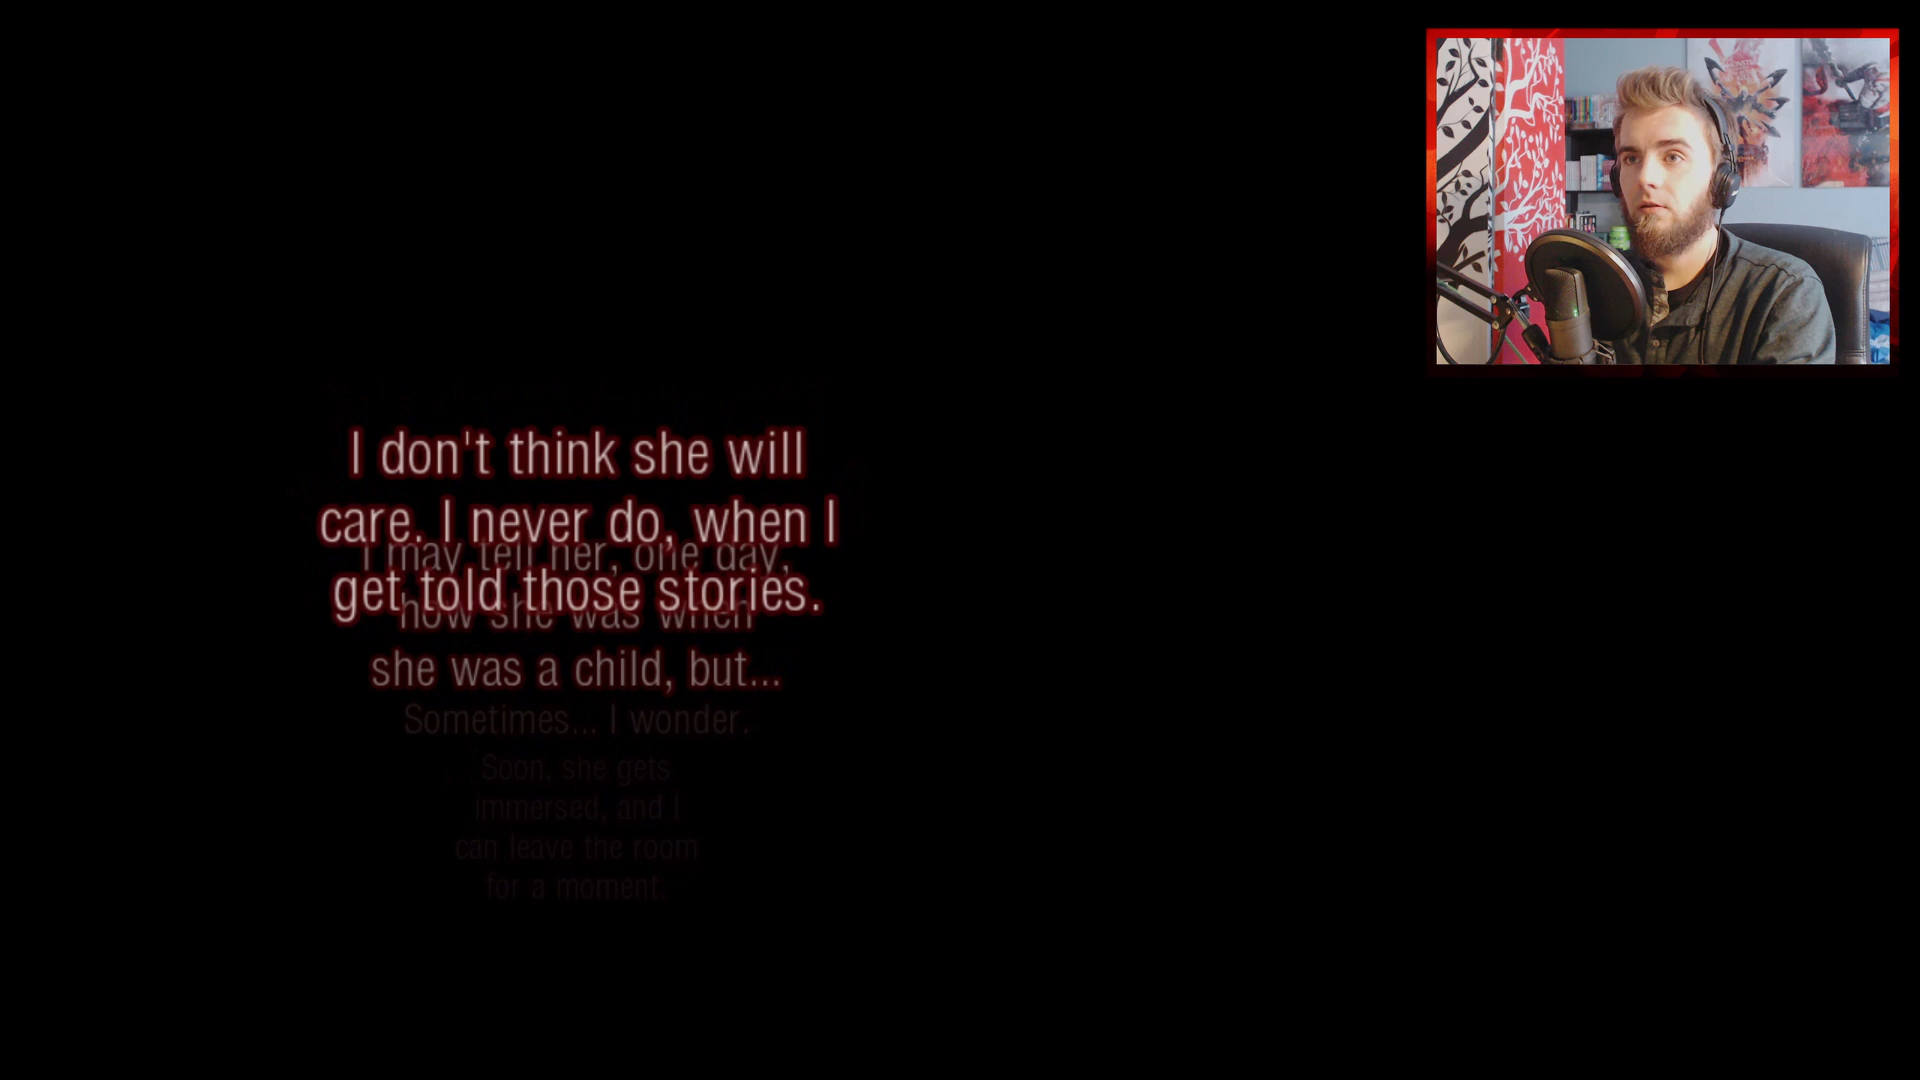 I don't think she will
care. I never do, when I
get told those stories.
I may tell her, one day,
how she was when
she was a child, but...
Sometimes... I wonder.
Soon, she gets
immersed, and I
can leave the room
for a moment.